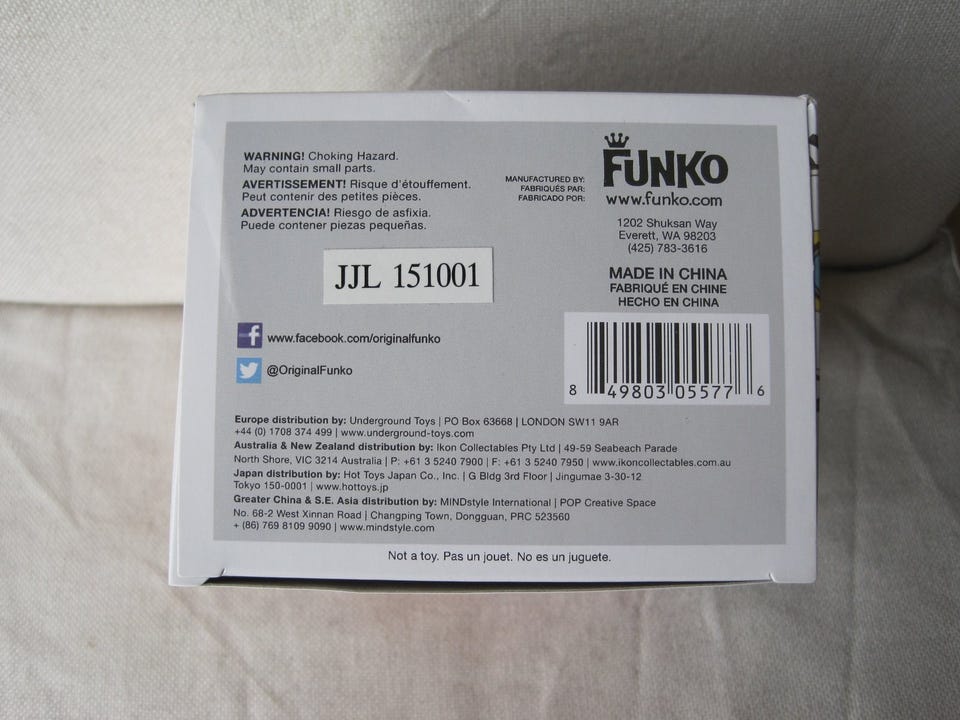 WARNING! Choking Hazard.
May contain small parts.
AVERTISSEMENT! Risque d'étouffement.
Peut contenir des petites pièces.
ADVERTENCIA! Riesgo de asfixia.
Puede contener piezas pequeñas.
MANUFACTURED BY:
FABRIQUÉS PAR:
FABRICADO POR:
FUNKO
www.funko.com
1202 Shuksan Way
Everett, WA 98203
(425) 783-3616
MADE IN CHINA
FABRIQUÉ EN CHINE
HECHO EN CHINA
JJL 151001
f www.facebook.com/originalfunko
@OriginalFunko
8 49803 05577 6
Europe distribution by: Underground Toys | PO Box 63668 | LONDON SW11 9AR
+44 (0) 1708 374 499 | www.underground-toys.com
Australia & New Zealand distribution by: Ikon Collectables Pty Ltd | 49-59 Seabeach Parade
North Shore, VIC 3214 Australia | P: +61 3 5240 7900 | F: +61 3 5240 7950 | www.ikoncollectables.com.au
Japan distribution by: Hot Toys Japan Co., Inc. | G Bldg 3rd Floor | Jingumae 3-30-12
Tokyo 150-0001 | www.hottoys.jp
Greater China & S.E. Asia distribution by: MINDstyle International | POP Creative Space
No. 68-2 West Xinnan Road | Changping Town, Dongguan, PRC 523560
+ (86) 769 8109 9090 | www.mindstyle.com
Not a toy. Pas un jouet. No es un juguete.